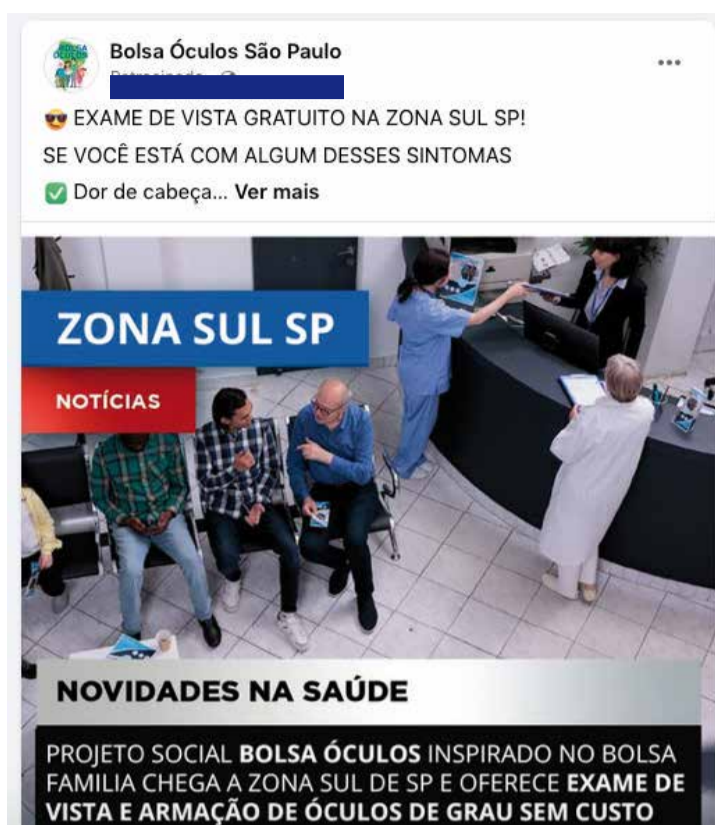 Bolsa Óculos São Paulo
😎 EXAME DE VISTA GRATUITO NA ZONA SUL SP!
SE VOCÊ ESTÁ COM ALGUM DESSES SINTOMAS
✅ Dor de cabeça... Ver mais
ZONA SUL SP
NOTÍCIAS
NOVIDADES NA SAÚDE
PROJETO SOCIAL BOLSA ÓCULOS INSPIRADO NO BOLSA
FAMILIA CHEGA A ZONA SUL DE SP E OFERECE EXAME DE
VISTA E ARMAÇÃO DE ÓCULOS DE GRAU SEM CUSTO